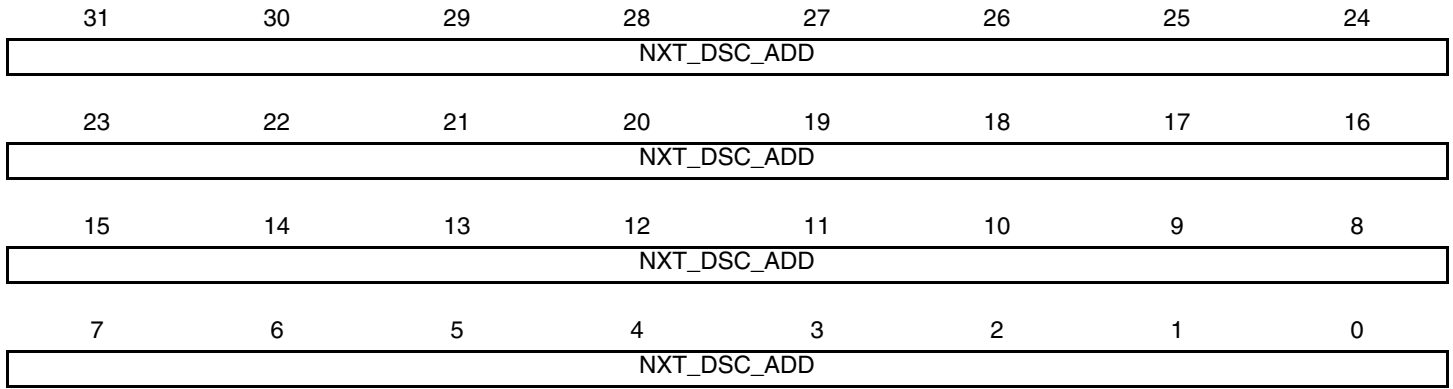 31 30 29 28 27 26 25 24
NXT_DSC_ADD
23 22 21 20 19 18 17 16
NXT_DSC_ADD
15 14 13 12 11 10 9 8
NXT_DSC_ADD
7 6 5 4 3 2 1 0
NXT_DSC_ADD